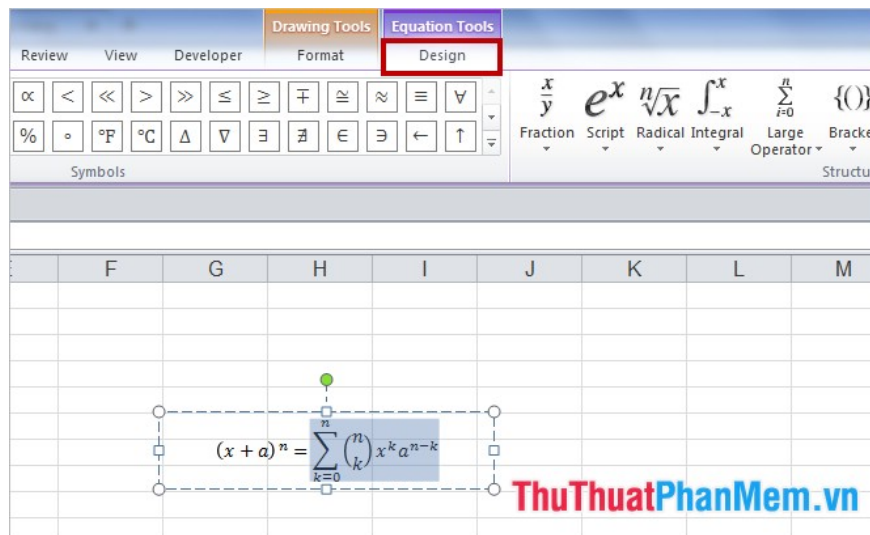 Drawing Tools Equation Tools
Review View Developer Format Design
∝ < ≪ > ≫ ≤ ≥ ∓ ≅ ≈ ≡ ∀
% ∘ °F °C ∆ ∇ ∃ ∄ ∈ ∋ ← ↑
x/y e^x ⁿ√x ∫_{-x}^{x} ∑_{i=0}^{n} {()}
Fraction Script Radical Integral Large Operator Bracke
Symbols Structu
F G H I J K L M
(x + a)^n = ∑_{k=0}^{n} (n k) x^k a^{n−k}
ThuThuatPhanMem.vn